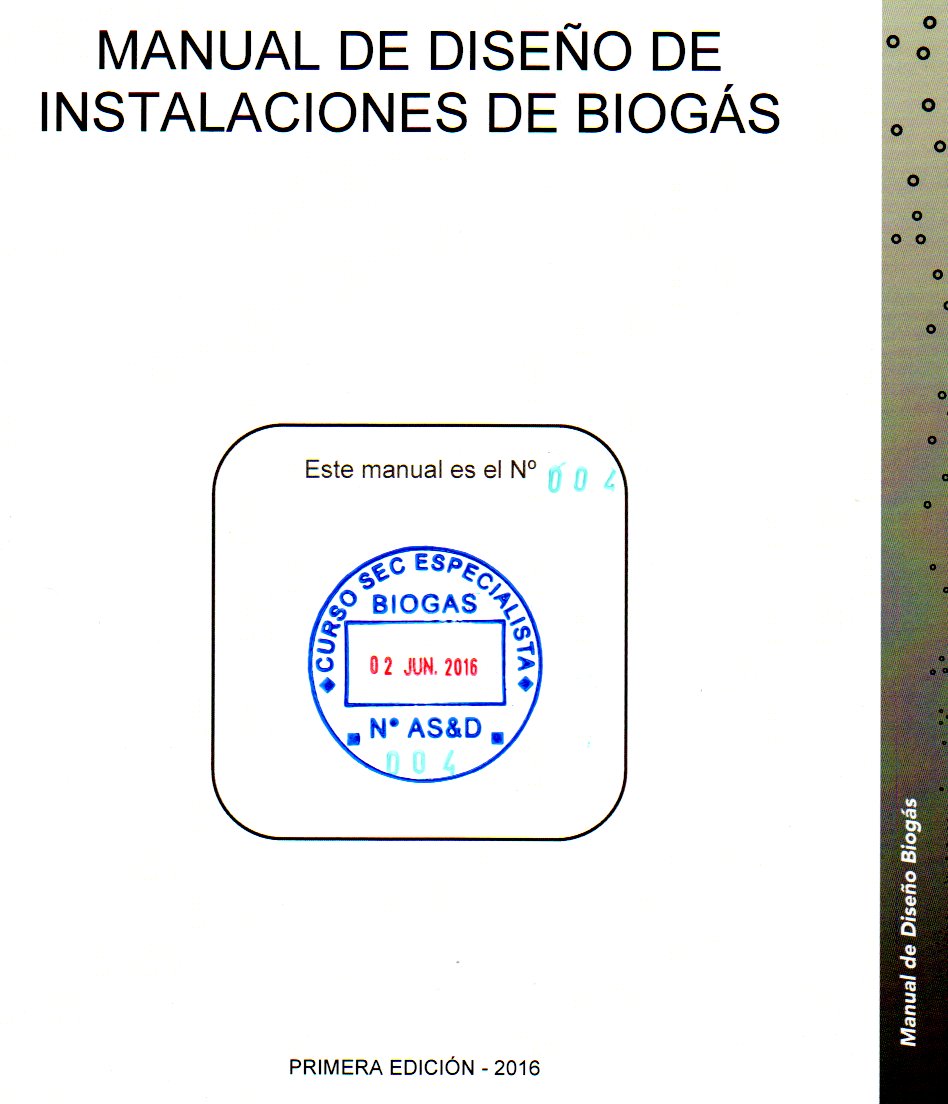 MANUAL DE DISEÑO DE
INSTALACIONES DE BIOGÁS
Este manual es el Nº 004
CURSO SEC ESPECIALISTA
BIOGAS
02 JUN. 2016
Nº AS&D
004
PRIMERA EDICIÓN - 2016
Manual de Diseño Biogás